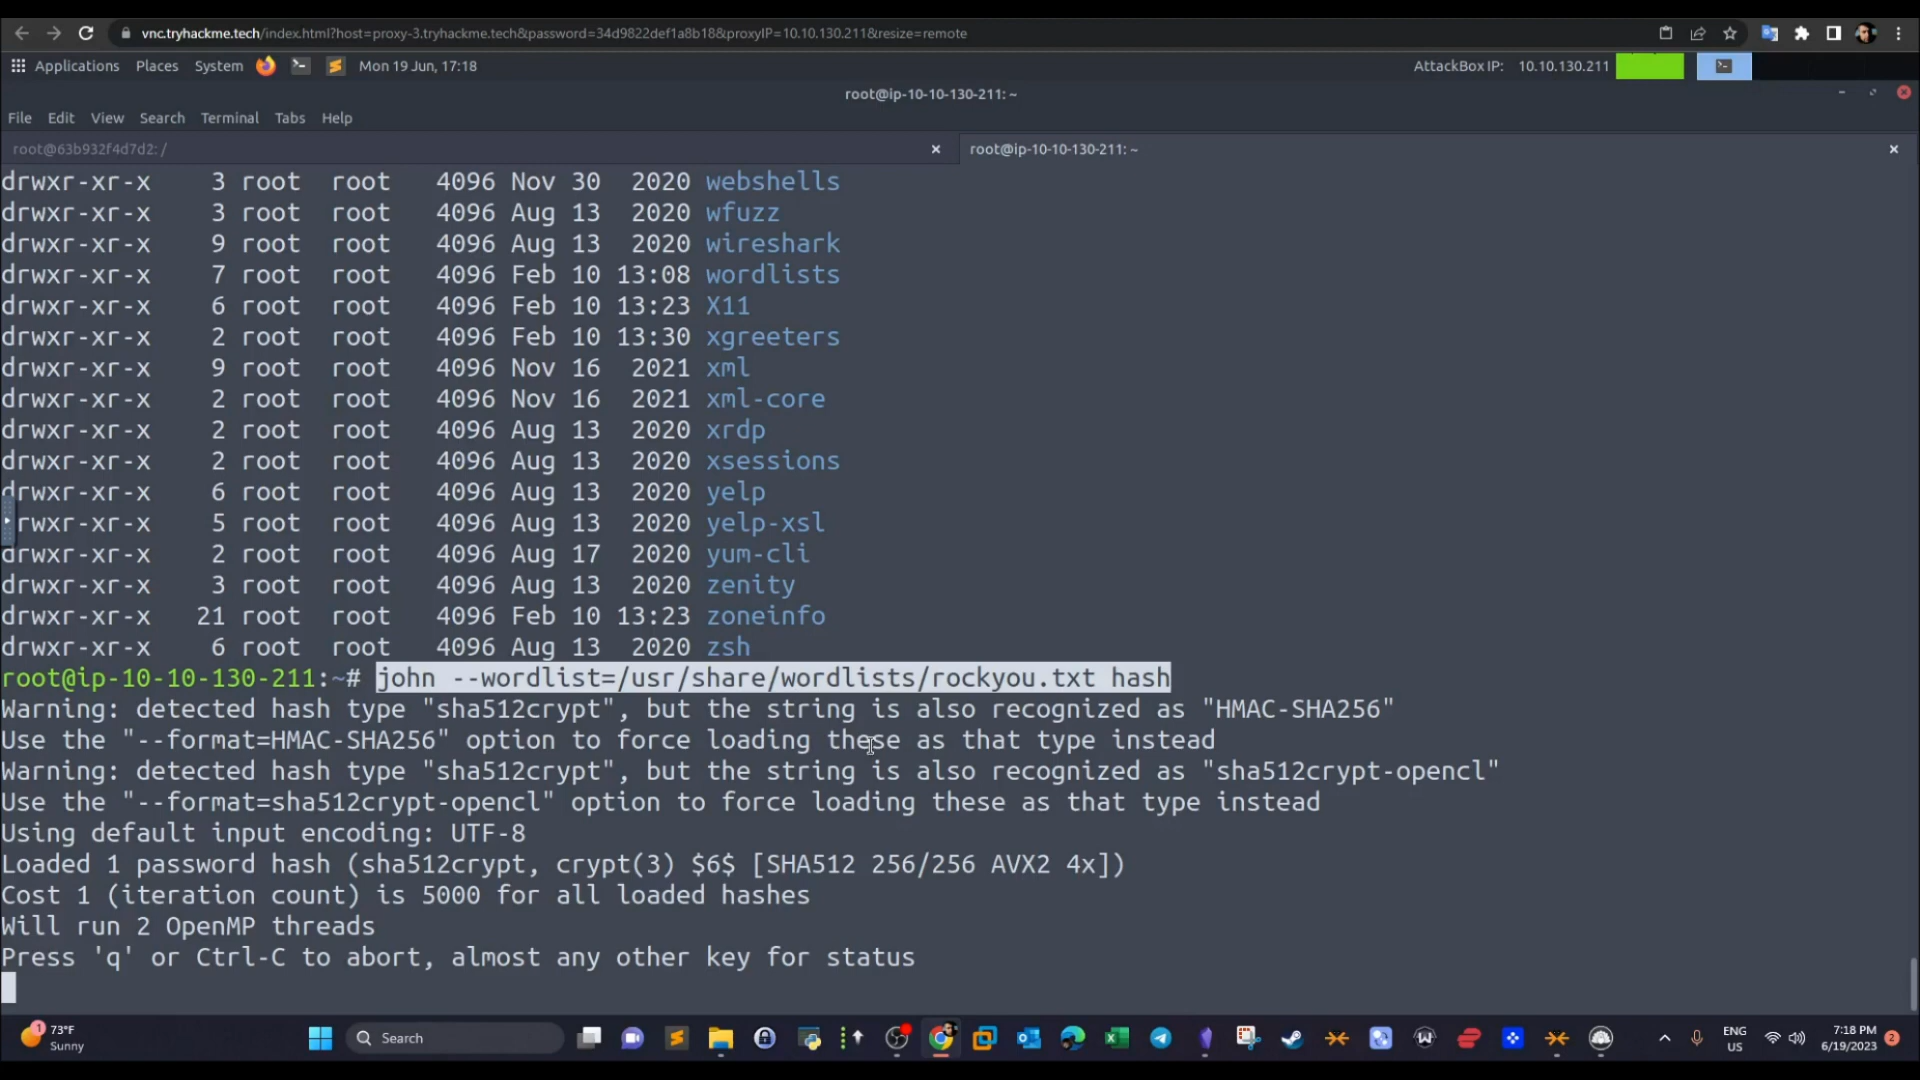 vnc.tryhackme.tech/index.html?host=proxy-3.tryhackme.tech&password=34d9822def1a8b18&proxyIP=10.10.130.211&resize=remote
Applications Places System Mon 19 Jun, 17:18 AttackBox IP: 10.10.130.211
root@ip-10-10-130-211: ~
File Edit View Search Terminal Tabs Help
root@63b932f4d7d2: / × root@ip-10-10-130-211: ~ ×
drwxr-xr-x 3 root root 4096 Nov 30 2020 webshells
drwxr-xr-x 3 root root 4096 Aug 13 2020 wfuzz
drwxr-xr-x 9 root root 4096 Aug 13 2020 wireshark
drwxr-xr-x 7 root root 4096 Feb 10 13:08 wordlists
drwxr-xr-x 6 root root 4096 Feb 10 13:23 X11
drwxr-xr-x 2 root root 4096 Feb 10 13:30 xgreeters
drwxr-xr-x 9 root root 4096 Nov 16 2021 xml
drwxr-xr-x 2 root root 4096 Nov 16 2021 xml-core
drwxr-xr-x 2 root root 4096 Aug 13 2020 xrdp
drwxr-xr-x 2 root root 4096 Aug 13 2020 xsessions
drwxr-xr-x 6 root root 4096 Aug 13 2020 yelp
rwxr-xr-x 5 root root 4096 Aug 13 2020 yelp-xsl
drwxr-xr-x 2 root root 4096 Aug 17 2020 yum-cli
drwxr-xr-x 3 root root 4096 Aug 13 2020 zenity
drwxr-xr-x 21 root root 4096 Feb 10 13:23 zoneinfo
drwxr-xr-x 6 root root 4096 Aug 13 2020 zsh
root@ip-10-10-130-211:~# john --wordlist=/usr/share/wordlists/rockyou.txt hash
Warning: detected hash type "sha512crypt", but the string is also recognized as "HMAC-SHA256"
Use the "--format=HMAC-SHA256" option to force loading these as that type instead
Warning: detected hash type "sha512crypt", but the string is also recognized as "sha512crypt-opencl"
Use the "--format=sha512crypt-opencl" option to force loading these as that type instead
Using default input encoding: UTF-8
Loaded 1 password hash (sha512crypt, crypt(3) $6$ [SHA512 256/256 AVX2 4x])
Cost 1 (iteration count) is 5000 for all loaded hashes
Will run 2 OpenMP threads
Press 'q' or Ctrl-C to abort, almost any other key for status
1 73°F
Sunny
Search
ENG
US
7:18 PM
6/19/2023
2